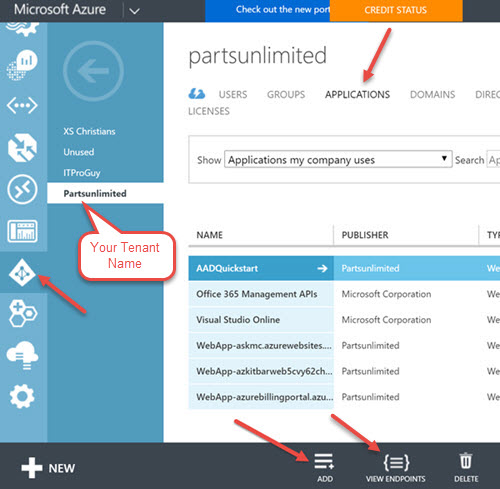 Microsoft Azure
Check out the new por
CREDIT STATUS
XS Christians
Unused
ITProGuy
Partsunlimited
Your Tenant
Name
partsunlimited
USERS GROUPS APPLICATIONS DOMAINS DIREC
LICENSES
Show Applications my company uses Search Ap
NAME PUBLISHER TYP
AADQuickstart Partsunlimited We
Office 365 Management APIs Microsoft Corporation We
Visual Studio Online Microsoft Corporation We
WebApp-askmc.azurewebsites.... Partsunlimited We
WebApp-azkitbarweb5cvy62ch... Partsunlimited We
WebApp-azurebillingportal.azu... Partsunlimited We
NEW
ADD VIEW ENDPOINTS DELETE